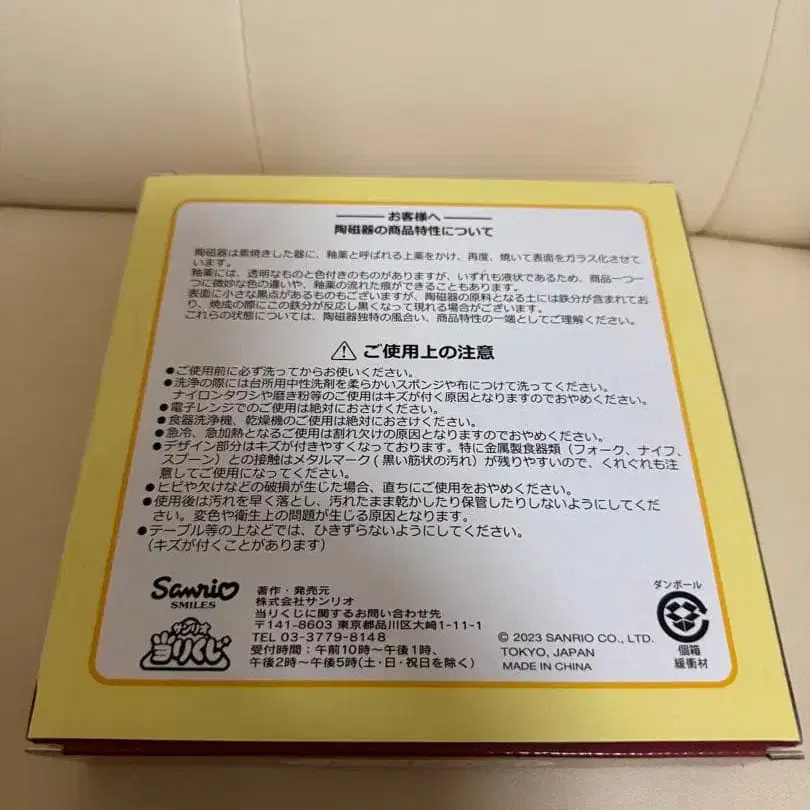 お客様へ
陶磁器の商品特性について
陶磁器は素焼きした器に、釉薬と呼ばれる上薬をかけ、再度、焼いて表面をガラス化させて
います。
釉薬には、透明なものと色付きのものがありますが、いずれも液状であるため、商品一つ一
つに微妙な色の違いや、釉薬の流れた痕ができることもあります。
表面に小さな黒点があるものもございますが、陶磁器の原料となる土には鉄分が含まれてお
り、焼成の際にこの鉄分が反応し黒くなって現れる場合がございます。
これらの状態については、陶磁器独特の風合い、商品特性の一端としてご理解ください。
ご使用上の注意
●ご使用前に必ず洗ってからお使いください。
●洗浄の際には台所用中性洗剤を柔らかいスポンジや布につけて洗ってください。
ナイロンタワシや磨き粉等のご使用はキズが付く原因となりますのでおやめください。
●電子レンジでのご使用は絶対におさけください。
●食器洗浄機、乾燥機のご使用は絶対におさけください。
●急冷、急加熱となるご使用は割れ欠けの原因となりますのでおやめください。
●デザイン部分はキズが付きやすくなっております。特に金属製食器類（フォーク、ナイフ、
スプーン）との接触はメタルマーク(黒い筋状の汚れ）が残りやすいので、くれぐれも注
意してご使用になってください。
●ヒビや欠けなどの破損が生じた場合、直ちにご使用をおやめください。
●使用後は汚れを早く落とし、汚れたまま乾かしたり保管したりしないようにしてくだ
さい。変色や衛生上の問題が生じる原因となります。
●テーブル等の上などでは、ひきずらないようにしてください。
（キズが付くことがあります）
Sanrio
SMILES
サンリオ
当りくじ
著作・発売元
株式会社サンリオ
当りくじに関するお問い合わせ先
〒141-8603 東京都品川区大崎1-11-1
TEL 03-3779-8148
受付時間：午前10時〜午後1時、
午後2時〜午後5時(土・日・祝日を除く)
© 2023 SANRIO CO., LTD.
TOKYO, JAPAN
MADE IN CHINA
ダンボール
個箱
緩衝材